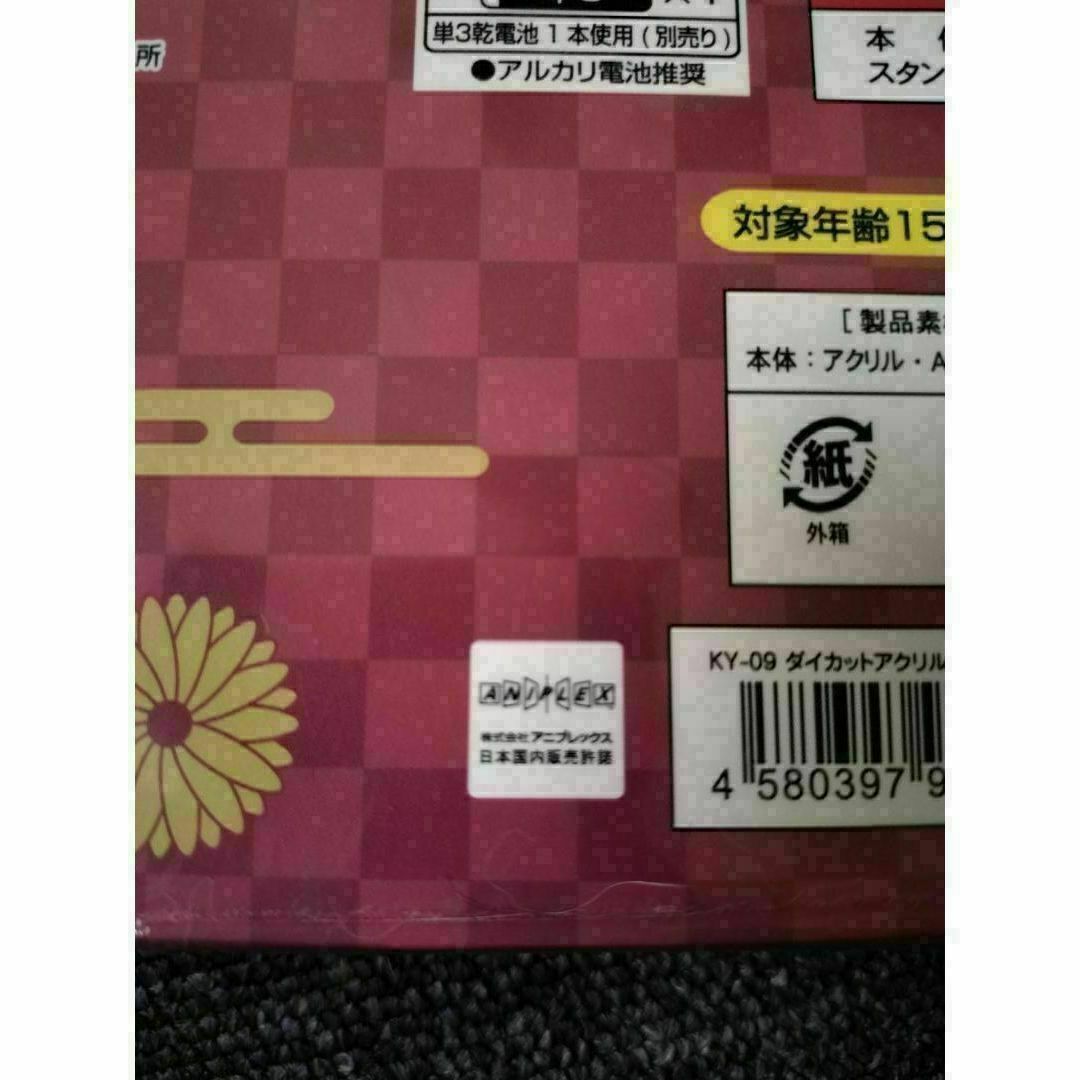 所
単3乾電池1本使用(別売り)
●アルカリ電池推奨
本
スタン
対象年齢15
[製品素
本体:アクリル・A
紙
外箱
KY-09 ダイカットアクリル
4 580397 9
ANIPLEX
株式会社アニプレックス
日本国内販売許諾